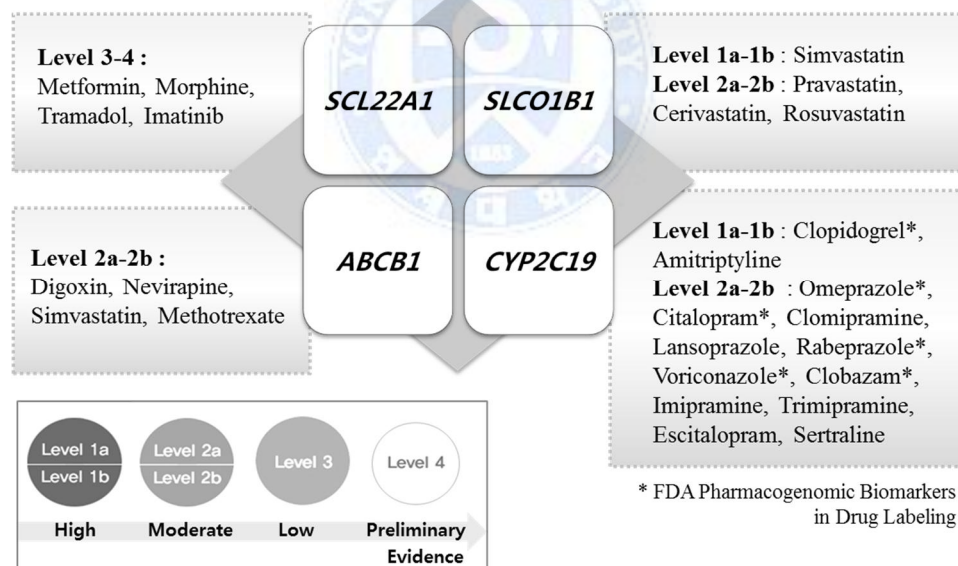 Level 3-4 :
Metformin, Morphine,
Tramadol, Imatinib
SCL22A1
SLCO1B1
Level 1a-1b : Simvastatin
Level 2a-2b : Pravastatin,
Cerivastatin, Rosuvastatin
Level 2a-2b :
Digoxin, Nevirapine,
Simvastatin, Methotrexate
ABCB1
CYP2C19
Level 1a-1b : Clopidogrel*,
Amitriptyline
Level 2a-2b : Omeprazole*,
Citalopram*, Clomipramine,
Lansoprazole, Rabeprazole*,
Voriconazole*, Clobazam*,
Imipramine, Trimipramine,
Escitalopram, Sertraline
Level 1a
Level 1b
Level 2a
Level 2b
Level 3
Level 4
High
Moderate
Low
Preliminary
Evidence
* FDA Pharmacogenomic Biomarkers
in Drug Labeling